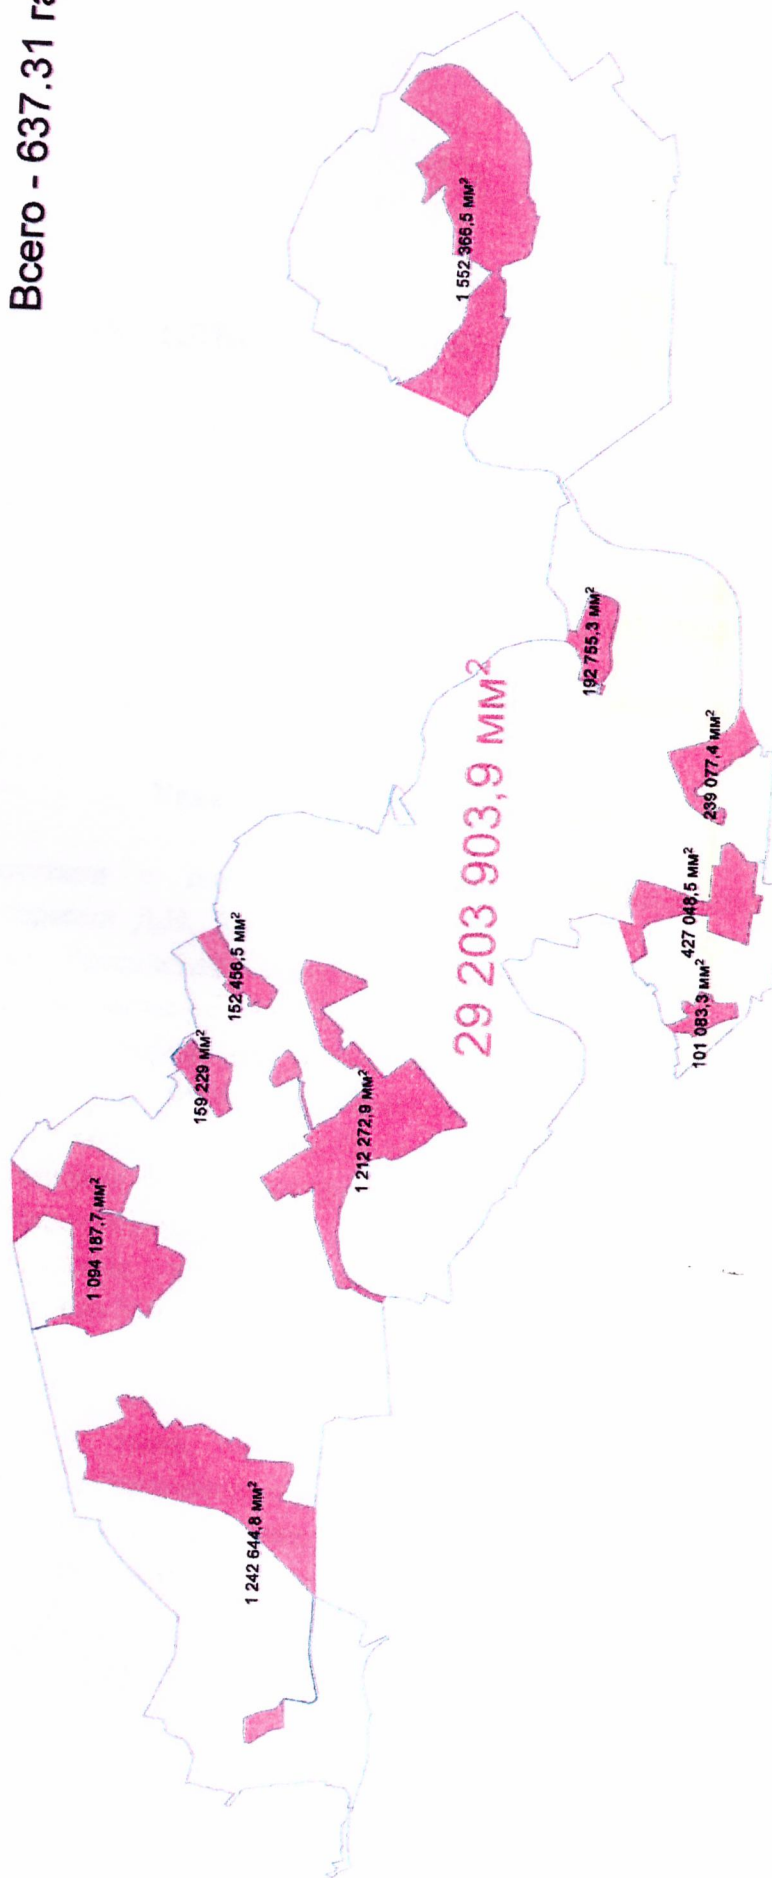 Всего - 637.31 га
1 552 366,5 мм²
192 755,3 мм²
239 077,4 мм²
29 203 903,9 мм²
427 048,5 мм²
152 456,5 мм²
101 083,3 мм²
159 229 мм²
1 212 272,9 мм²
1 094 187,7 мм²
1 242 644,8 мм²